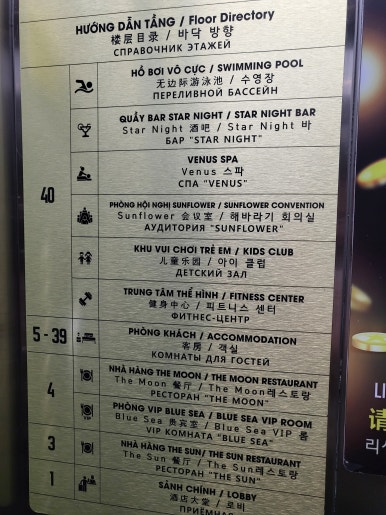 HƯỚNG DẪN TẦNG / Floor Directory
楼层目录 / 바닥 방향
СПРАВОЧНИК ЭТАЖЕЙ
HỒ BƠI VÔ CỰC / SWIMMING POOL
无边际游泳池 / 수영장
ПЕРЕЛИВНОЙ БАССЕЙН
QUẦY BAR STAR NIGHT / STAR NIGHT BAR
Star Night 酒吧 / Star Night 바
БАР "STAR NIGHT"
VENUS SPA
Venus 스파
СПА "VENUS"
40
PHÒNG HỘI NGHỊ SUNFLOWER / SUNFLOWER CONVENTION
Sunflower 会议室 / 해바라기 회의실
АУДИТОРИЯ "SUNFLOWER"
KHU VUI CHƠI TRẺ EM / KIDS CLUB
儿童乐园 / 아이 클럽
ДЕТСКИЙ ЗАЛ
TRUNG TÂM THỂ HÌNH / FITNESS CENTER
健身中心 / 피트니스 센터
ФИТНЕС-ЦЕНТР
5 - 39
PHÒNG KHÁCH / ACCOMMODATION
客房 / 객실
КОМНАТЫ ДЛЯ ГОСТЕЙ
4
NHÀ HÀNG THE MOON / THE MOON RESTAURANT
The Moon 餐厅 / The Moon레스토랑
РЕСТОРАН "THE MOON"
VIP
PHÒNG VIP BLUE SEA / BLUE SEA VIP ROOM
Blue Sea 贵宾室 / Blue Sea VIP 룸
VIP КОМНАТА "BLUE SEA"
3
NHÀ HÀNG THE SUN / THE SUN RESTAURANT
The Sun 餐厅 / The Sun레스토랑
РЕСТОРАН "THE SUN"
1
SẢNH CHÍNH / LOBBY
酒店大堂 / 로비
ПРИЁМНАЯ
LI
请
리